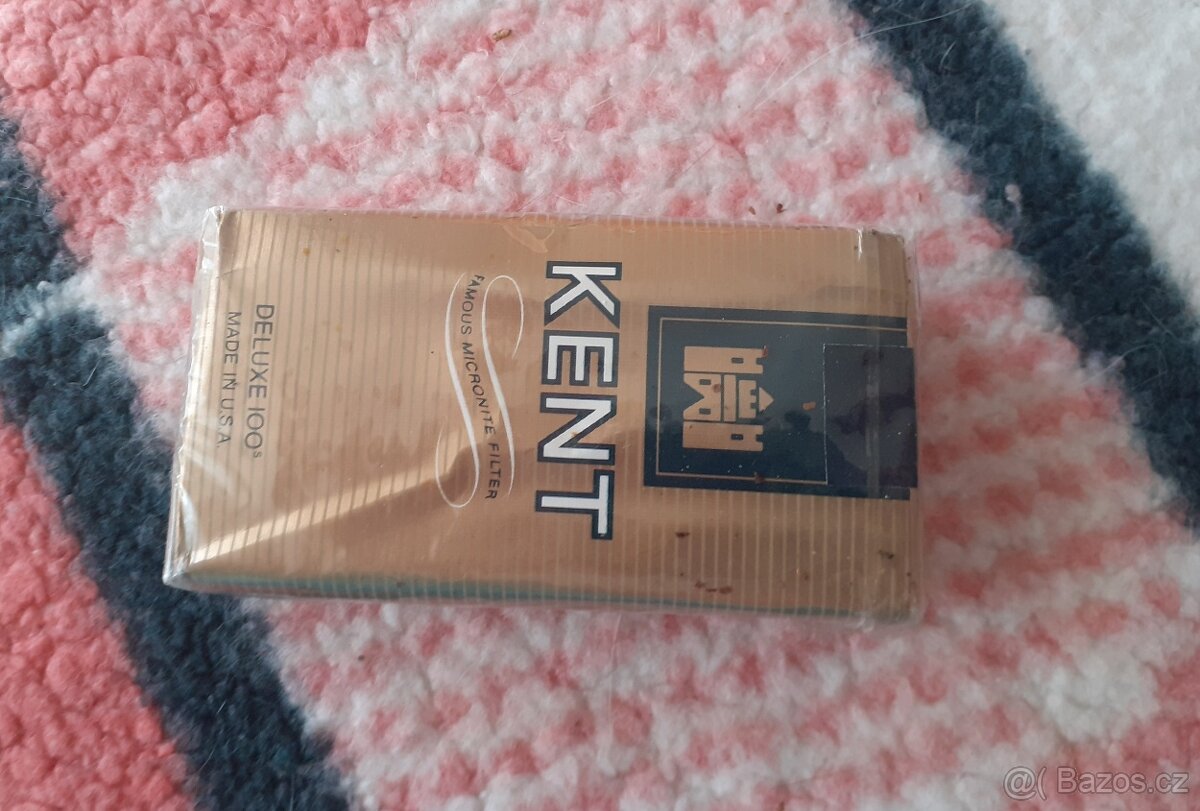 KENT
FAMOUS MICRONITE FILTER
DELUXE 100s
MADE IN U.S.A.
@( Bazos.cz